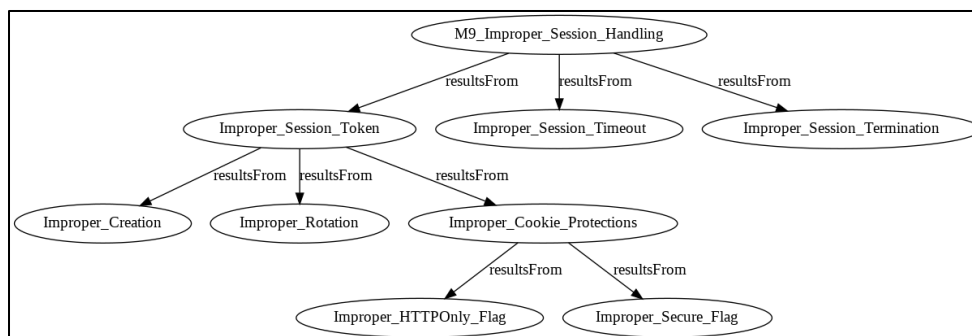 M9_Improper_Session_Handling
resultsFrom
resultsFrom
resultsFrom
Improper_Session_Token
Improper_Session_Timeout
Improper_Session_Termination
resultsFrom
resultsFrom
resultsFrom
Improper_Creation
Improper_Rotation
Improper_Cookie_Protections
resultsFrom
resultsFrom
Improper_HTTPOnly_Flag
Improper_Secure_Flag